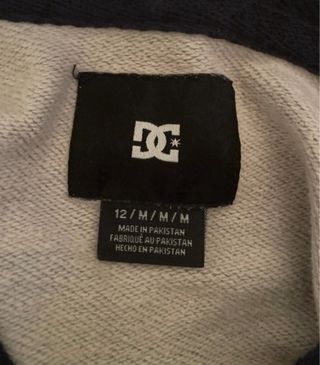 DC
12/M/M/M
MADE IN PAKISTAN
FABRIQUÉ AU PAKISTAN
HECHO EN PAKISTAN